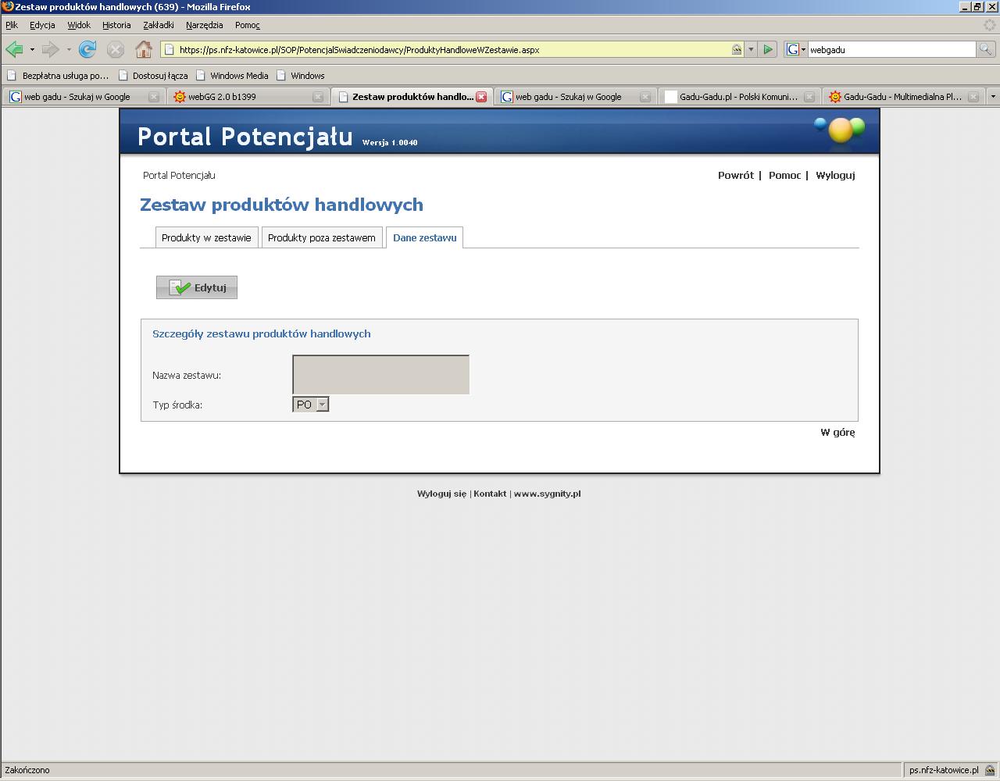 Zestaw produktów handlowych (639) - Mozilla Firefox
Plik Edycja Widok Historia Zakładki Narzędzia Pomoc
https://ps.nfz-katowice.pl/SOP/PotencjalSwiadczeniodawcy/ProduktyHandloweWZestawie.aspx G webgadu
Bezpłatna usługa po... Dostosuj łącza Windows Media Windows
G web gadu - Szukaj w Google webGG 2.0 b1399 Zestaw produktów handlo... G web gadu - Szukaj w Google Gadu-Gadu.pl - Polski Komuni... Gadu-Gadu - Multimedialna Pl...
Portal Potencjału Wersja 1.0040
Portal Potencjału Powrót | Pomoc | Wyloguj
Zestaw produktów handlowych
Produkty w zestawie Produkty poza zestawem Dane zestawu
Edytuj
Szczegóły zestawu produktów handlowych
Nazwa zestawu:
Typ środka: PO
W górę
Wyloguj się | Kontakt | www.sygnity.pl
Zakończono ps.nfz-katowice.pl